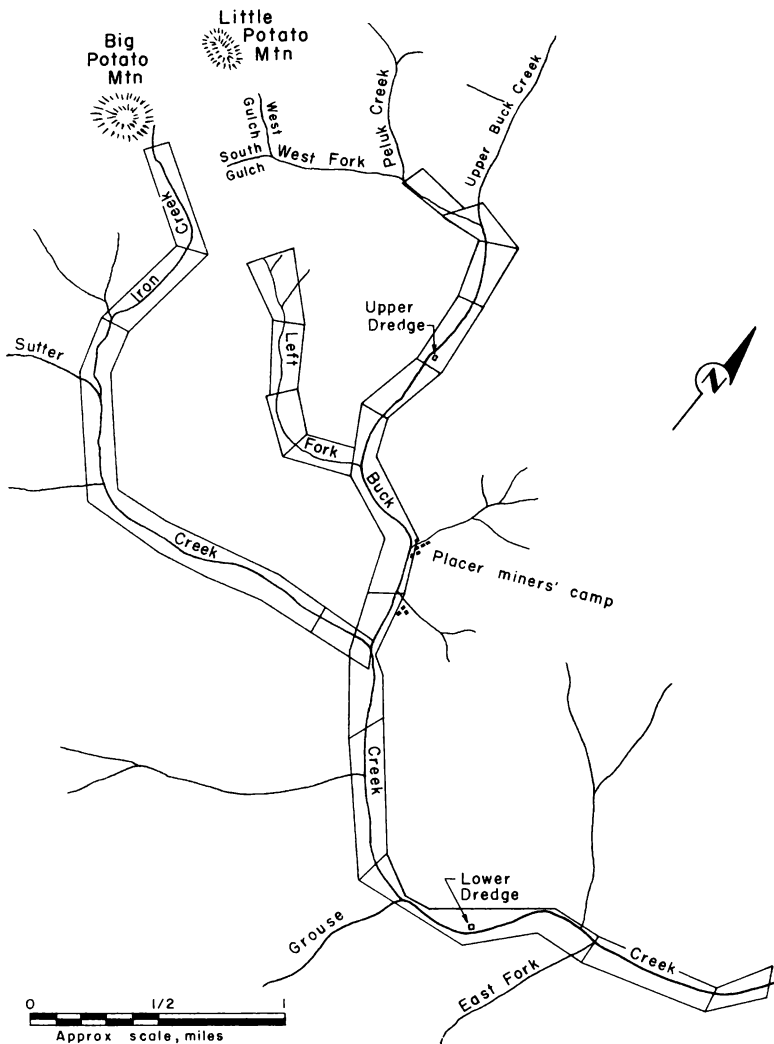 Little
Potato
Mtn
Big
Potato
Mtn
West
Gulch
South
Gulch
West Fork
Peluk Creek
Upper Buck Creek
Creek
Iron
Sutter
Upper
Dredge
Left
Fork
Buck
N
Creek
Placer miners' camp
Creek
Lower
Dredge
Grouse
East Fork
Creek
0 1/2 1
Approx scale, miles